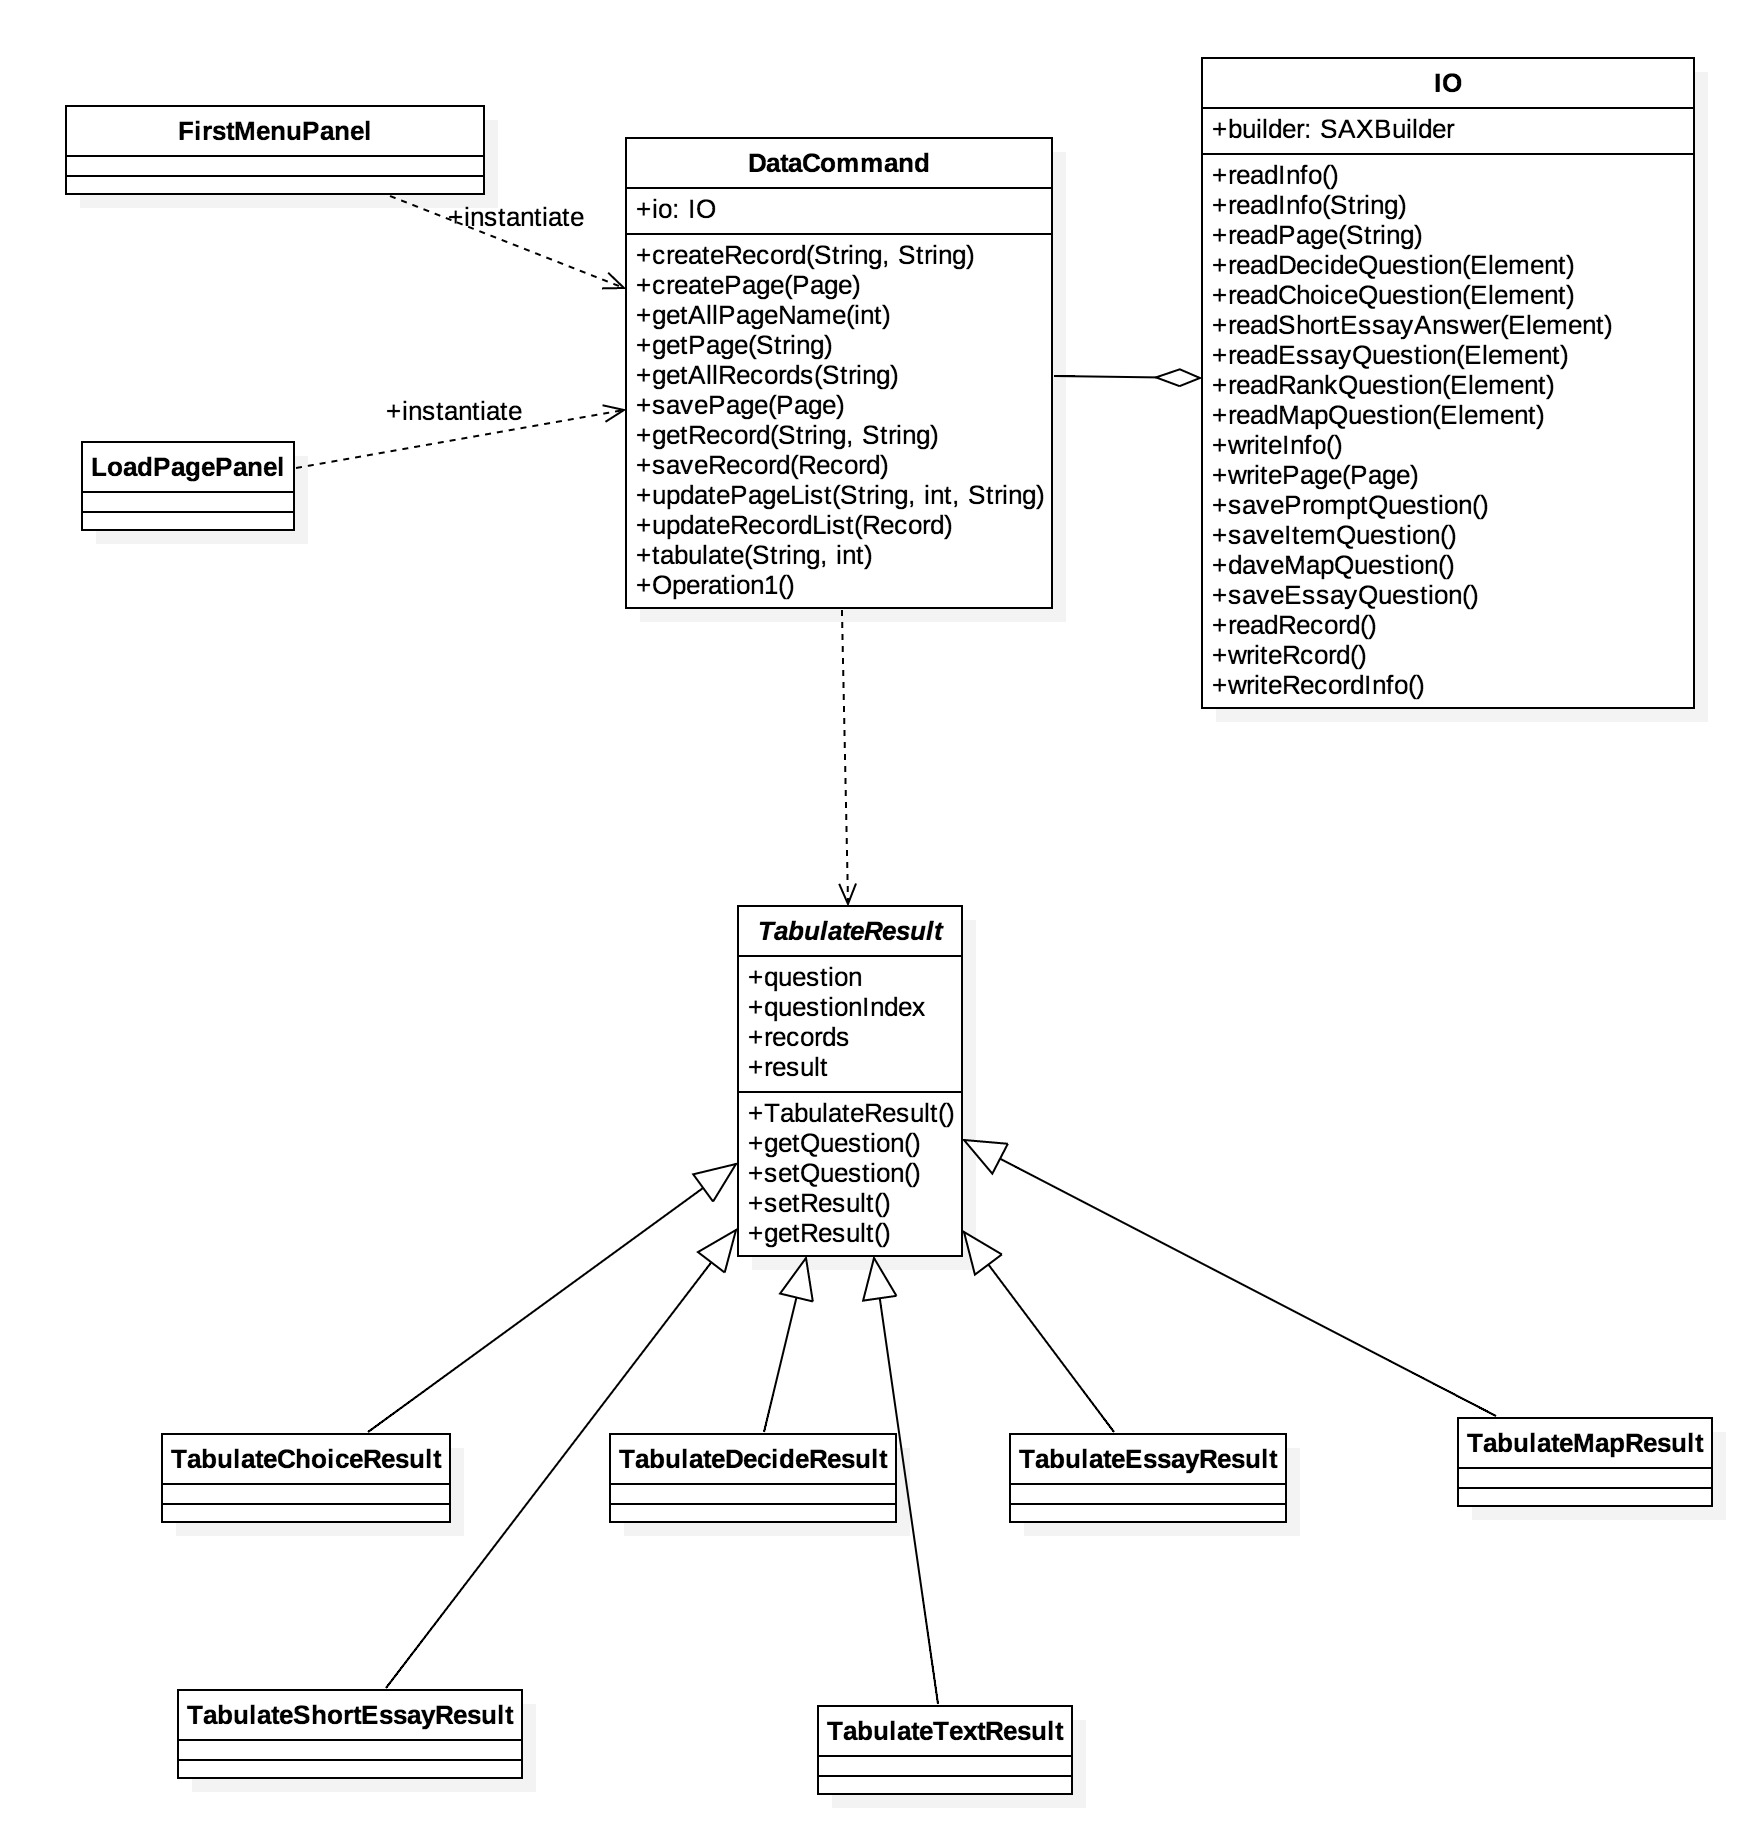 FirstMenuPanel
+instantiate
LoadPagePanel
+instantiate
DataCommand
+io: IO
+createRecord(String, String)
+createPage(Page)
+getAllPageName(int)
+getPage(String)
+getAllRecords(String)
+savePage(Page)
+getRecord(String, String)
+saveRecord(Record)
+updatePageList(String, int, String)
+updateRecordList(Record)
+tabulate(String, int)
+Operation1()
IO
+builder: SAXBuilder
+readInfo()
+readInfo(String)
+readPage(String)
+readDecideQuestion(Element)
+readChoiceQuestion(Element)
+readShortEssayAnswer(Element)
+readEssayQuestion(Element)
+readRankQuestion(Element)
+readMapQuestion(Element)
+writeInfo()
+writePage(Page)
+savePromptQuestion()
+saveItemQuestion()
+daveMapQuestion()
+saveEssayQuestion()
+readRecord()
+writeRcord()
+writeRecordInfo()
TabulateResult
+question
+questionIndex
+records
+result
+TabulateResult()
+getQuestion()
+setQuestion()
+setResult()
+getResult()
TabulateChoiceResult
TabulateDecideResult
TabulateEssayResult
TabulateMapResult
TabulateShortEssayResult
TabulateTextResult